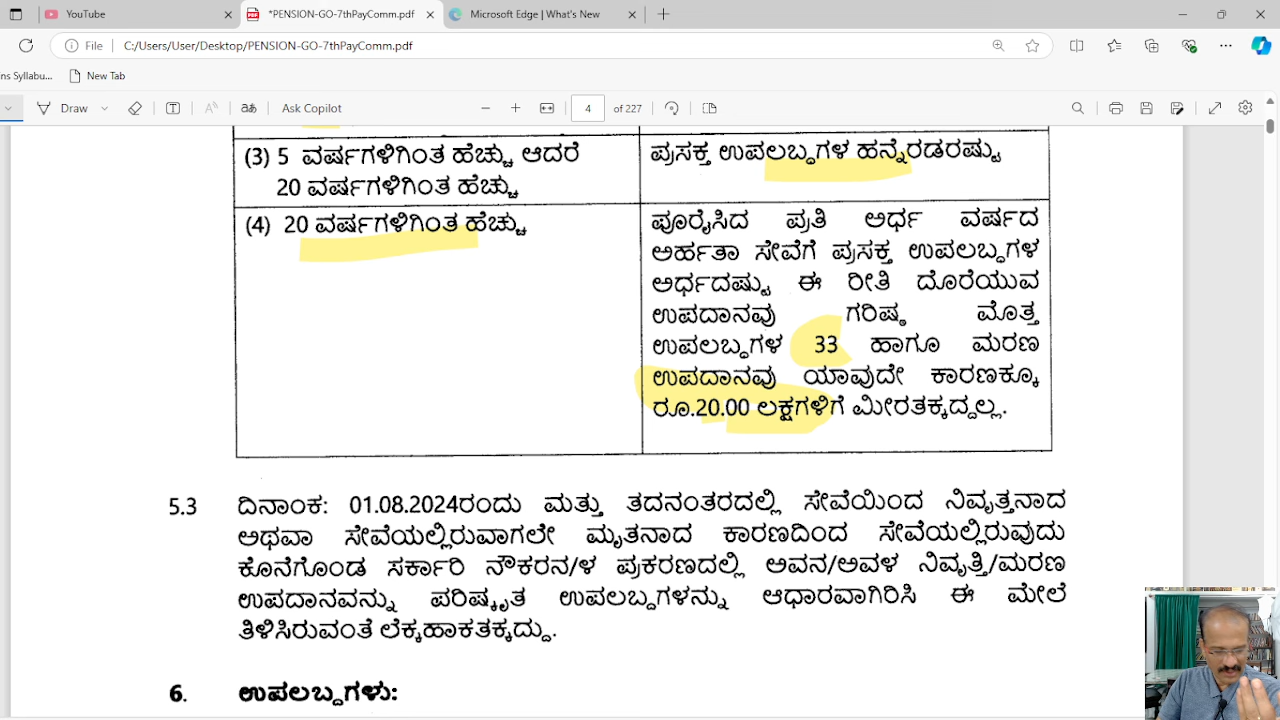 YouTube
*PENSION-GO-7thPayComm.pdf
Microsoft Edge | What's New
File C:/Users/User/Desktop/PENSION-GO-7thPayComm.pdf
ns Syllabu... New Tab
Draw Ask Copilot 4 of 227
(3) 5 ವರ್ಷಗಳಿಗಿಂತ ಹೆಚ್ಚು ಆದರೆ
20 ವರ್ಷಗಳಿಗಿಂತ ಹೆಚ್ಚು
ಪ್ರಸಕ್ತ ಉಪಲಬ್ಧಗಳ ಹನ್ನೆರಡರಷ್ಟು
(4) 20 ವರ್ಷಗಳಿಗಿಂತ ಹೆಚ್ಚು
ಪೂರೈಸಿದ ಪ್ರತಿ ಅರ್ಧ ವರ್ಷದ
ಅರ್ಹತಾ ಸೇವೆಗೆ ಪ್ರಸಕ್ತ ಉಪಲಬ್ಧಗಳ
ಅರ್ಧದಷ್ಟು ಈ ರೀತಿ ದೊರೆಯುವ
ಉಪದಾನವು ಗರಿಷ್ಠ ಮೊತ್ತ
ಉಪಲಬ್ಧಗಳ 33 ಹಾಗೂ ಮರಣ
ಉಪದಾನವು ಯಾವುದೇ ಕಾರಣಕ್ಕೂ
ರೂ.20.00 ಲಕ್ಷಗಳಿಗೆ ಮೀರತಕ್ಕದ್ದಲ್ಲ.
5.3 ದಿನಾಂಕ: 01.08.2024ರಂದು ಮತ್ತು ತದನಂತರದಲ್ಲಿ ಸೇವೆಯಿಂದ ನಿವೃತ್ತನಾದ
ಅಥವಾ ಸೇವೆಯಲ್ಲಿರುವಾಗಲೇ ಮೃತನಾದ ಕಾರಣದಿಂದ ಸೇವೆಯಲ್ಲಿರುವುದು
ಕೊನೆಗೊಂಡ ಸರ್ಕಾರಿ ನೌಕರನ/ಳ ಪ್ರಕರಣದಲ್ಲಿ ಅವನ/ಅವಳ ನಿವೃತ್ತಿ/ಮರಣ
ಉಪದಾನವನ್ನು ಪರಿಷ್ಕೃತ ಉಪಲಬ್ಧಗಳನ್ನು ಆಧಾರವಾಗಿರಿಸಿ ಈ ಮೇಲೆ
ತಿಳಿಸಿರುವಂತೆ ಲೆಕ್ಕಹಾಕತಕ್ಕದ್ದು.
6. ಉಪಲಬ್ಧಗಳು: